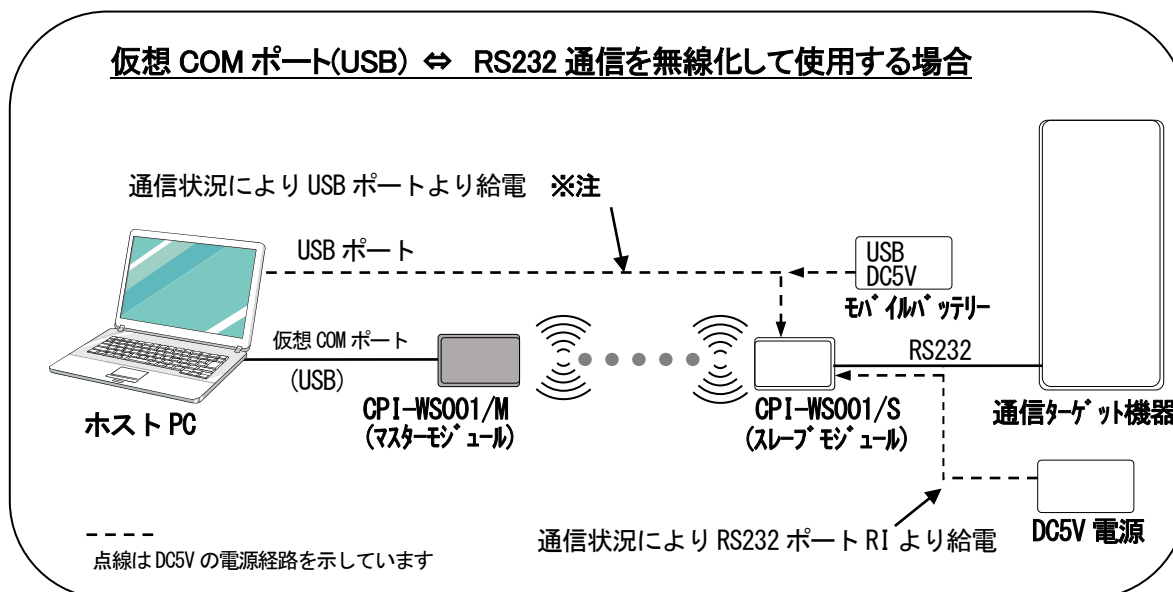 仮想 COM ポート(USB) ⇔ RS232 通信を無線化して使用する場合
通信状況により USB ポートより給電 ※注
USB ポート
USB
DC5V
モバイルバッテリー
仮想 COM ポート
(USB)
RS232
ホスト PC
CPI-WS001/M
(マスターモジュール)
CPI-WS001/S
(スレーブモジュール)
通信ターゲット機器
DC5V 電源
通信状況により RS232 ポート RI より給電
点線は DC5V の電源経路を示しています